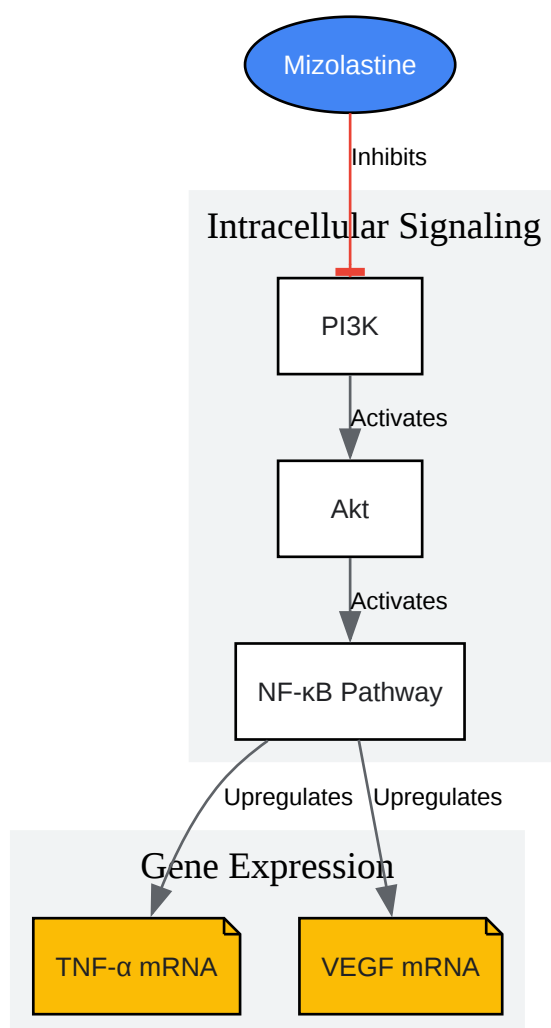 Mizolastine
Inhibits
Intracellular Signaling
PI3K
Activates
Akt
Activates
NF-κB Pathway
Upregulates
Upregulates
Gene Expression
TNF-α mRNA
VEGF mRNA